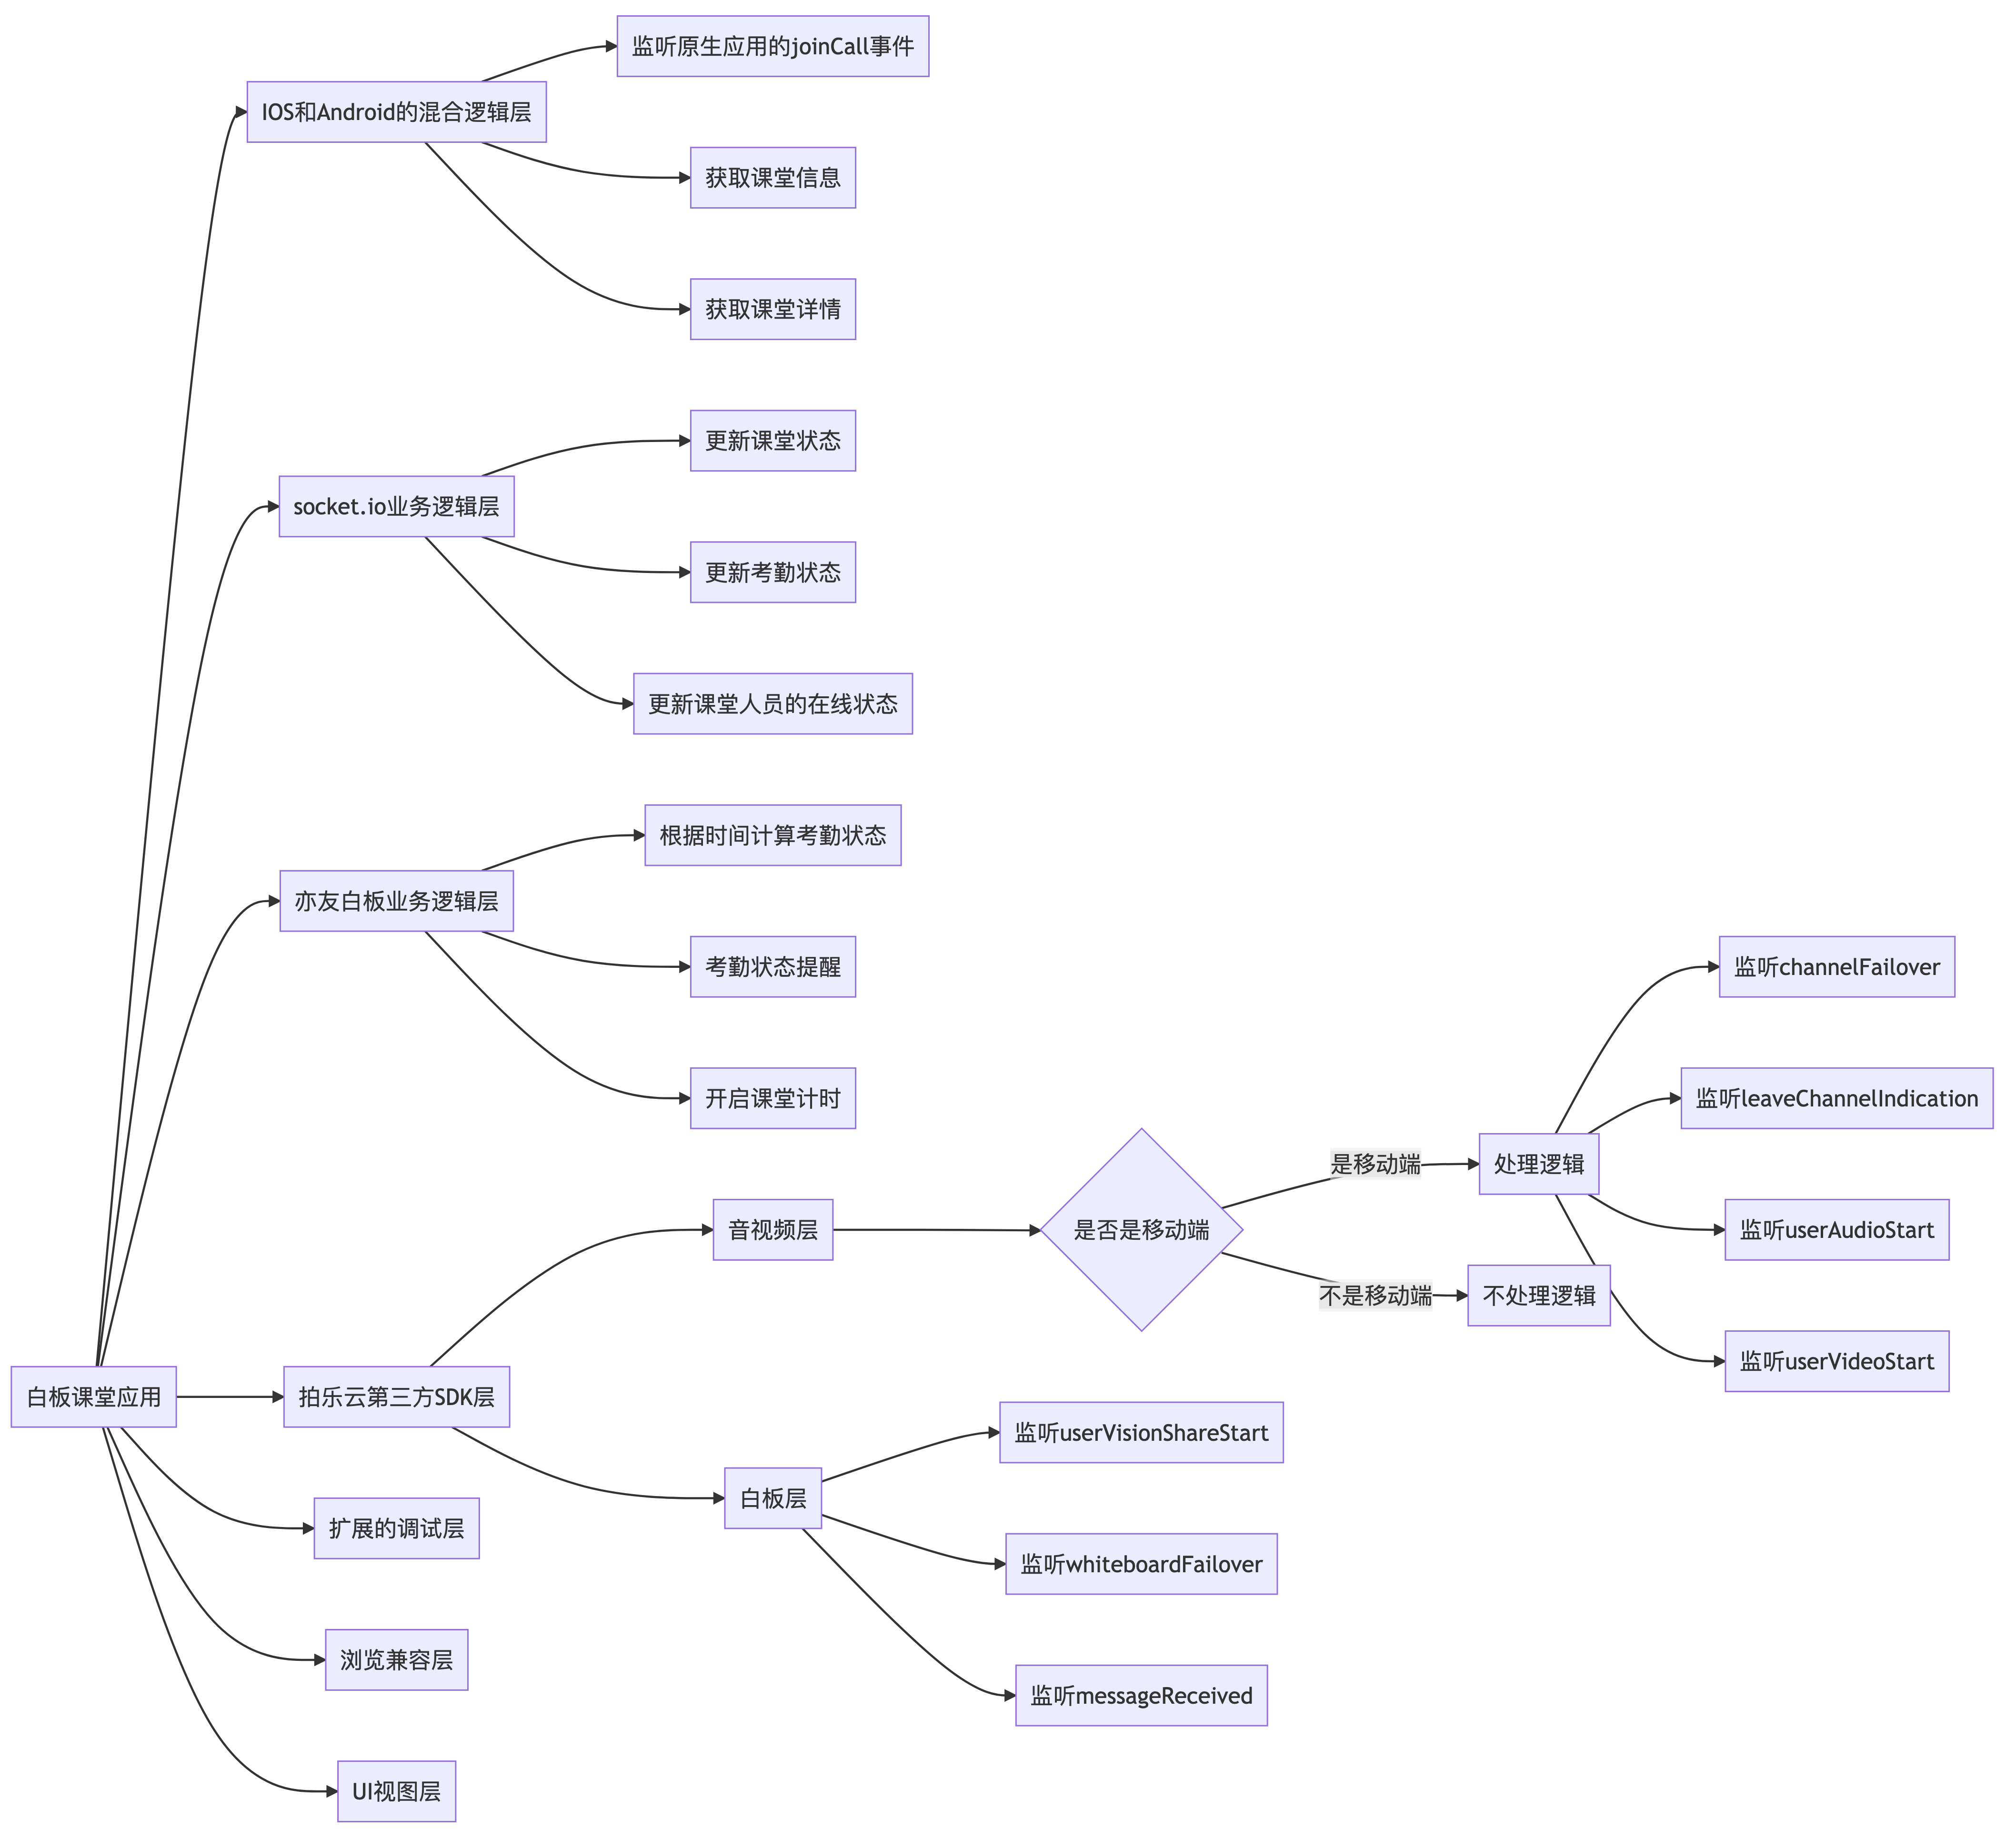 监听原生应用的joinCall事件
IOS和Android的混合逻辑层
获取课堂信息
获取课堂详情
更新课堂状态
socket.io业务逻辑层
更新考勤状态
更新课堂人员的在线状态
根据时间计算考勤状态
亦友白板业务逻辑层
考勤状态提醒
开启课堂计时
监听channelFailover
监听leaveChannelIndication
是移动端
处理逻辑
音视频层
是否是移动端
监听userAudioStart
不是移动端
不处理逻辑
监听userVideoStart
白板课堂应用
拍乐云第三方SDK层
监听userVisionShareStart
白板层
扩展的调试层
监听whiteboardFailover
浏览兼容层
监听messageReceived
UI视图层